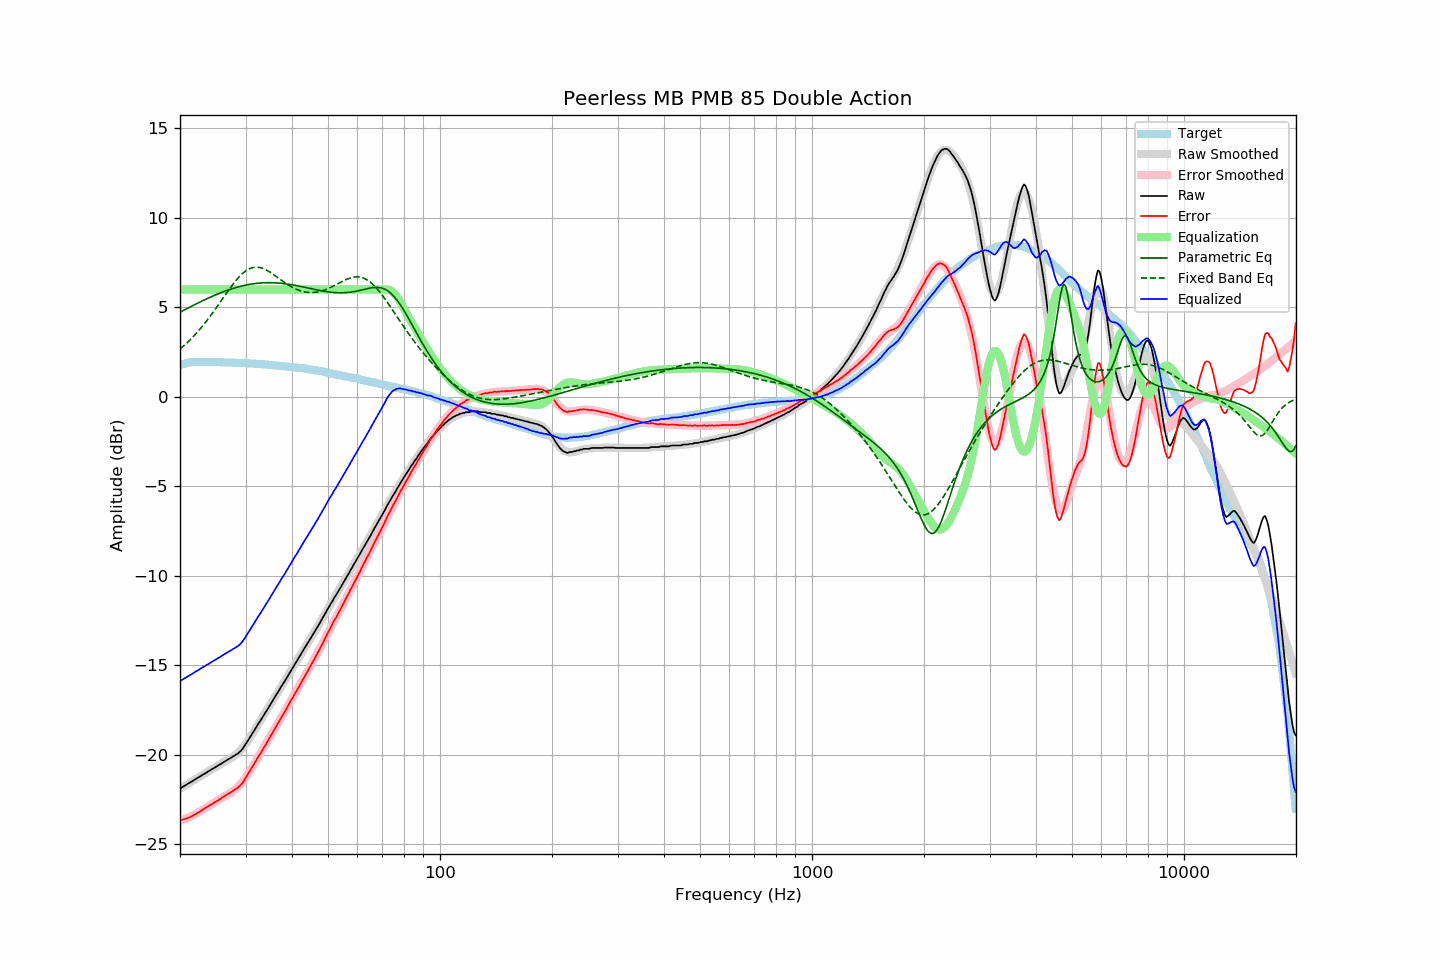 Peerless MB PMB 85 Double Action
15
10
5
0
−5
−10
−15
−20
−25
Amplitude (dBr)
100
1000
10000
Frequency (Hz)
Target
Raw Smoothed
Error Smoothed
Raw
Error
Equalization
Parametric Eq
Fixed Band Eq
Equalized